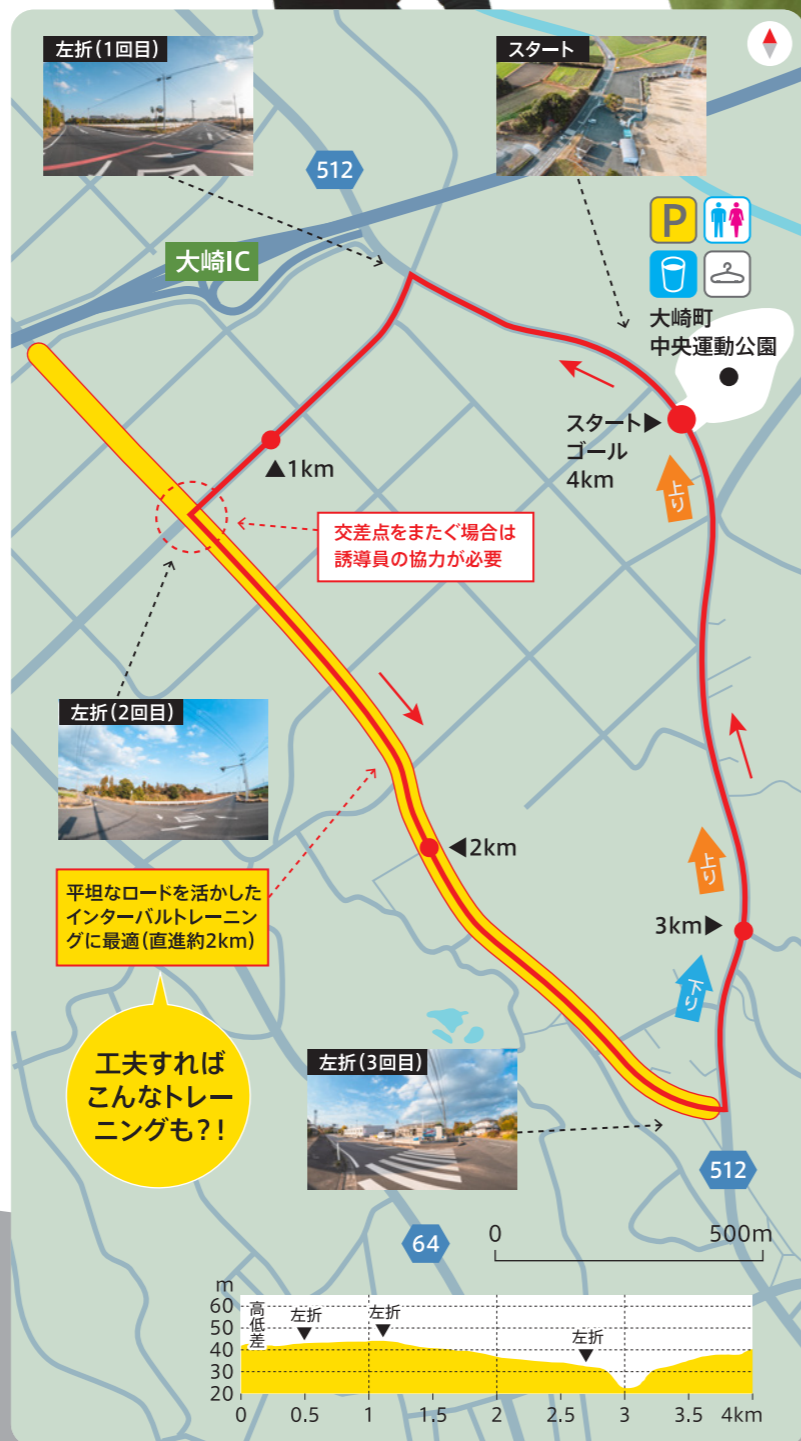 左折(1回目)
スタート
512
大崎IC
P
大崎町
中央運動公園
スタート▶
ゴール
4km
上り
▲1km
交差点をまたぐ場合は
誘導員の協力が必要
左折(2回目)
◀2km
平坦なロードを活かした
インターバルトレーニン
グに最適(直進約2km)
上り
3km▶
下り
工夫すれば
こんなトレー
ニングも?!
左折(3回目)
512
64
0 500m
m
高低差
60
50
40
30
20
左折
左折
左折
0 0.5 1 1.5 2 2.5 3 3.5 4km